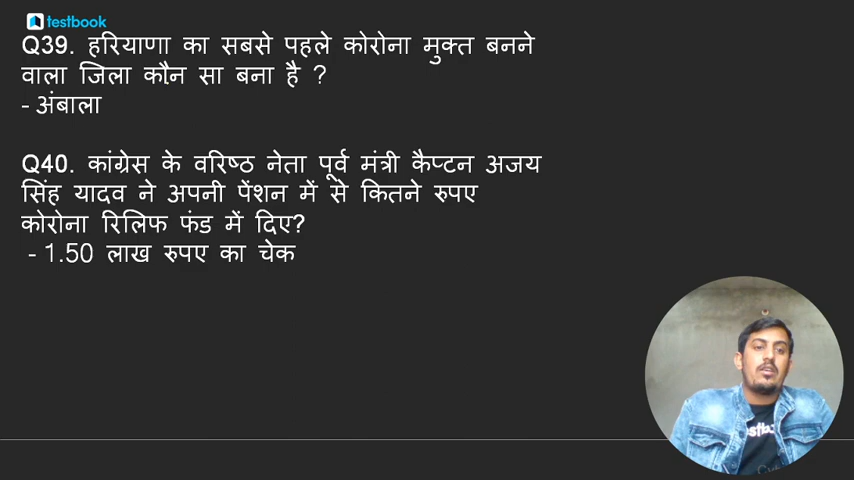 testbook
Q39. हरियाणा का सबसे पहले कोरोना मुक्त बनने
वाला जिला कौन सा बना है ?
- अंबाला
Q40. कांग्रेस के वरिष्ठ नेता पूर्व मंत्री कैप्टन अजय
सिंह यादव ने अपनी पेंशन में से कितने रुपए
कोरोना रिलिफ फंड में दिए?
- 1.50 लाख रुपए का चेक